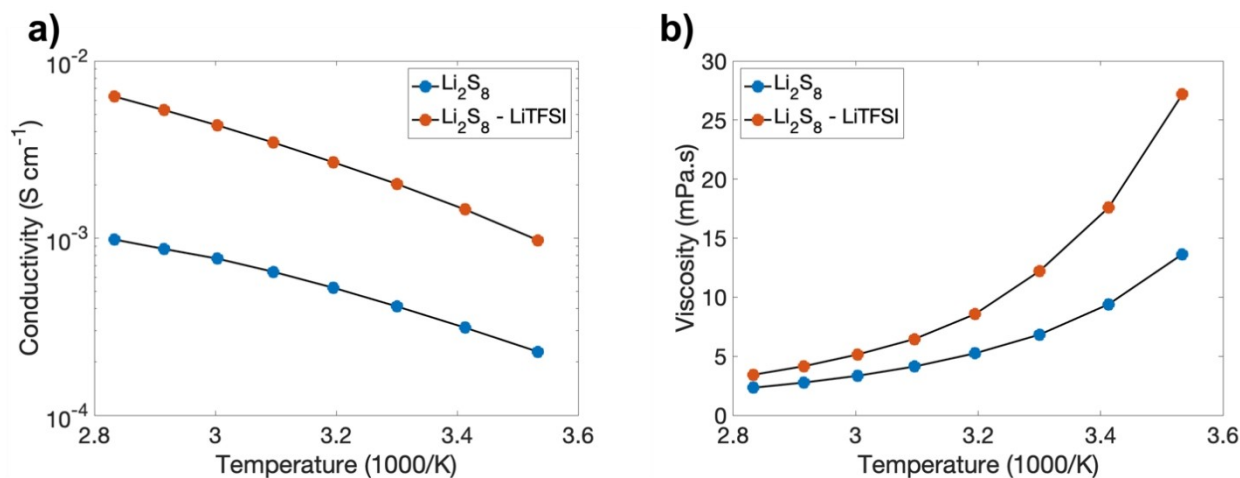 a)
10⁻²
10⁻³
10⁻⁴
Conductivity (S cm⁻¹)
Li₂S₈
Li₂S₈ - LiTFSI
2.8 3 3.2 3.4 3.6
Temperature (1000/K)
b)
30
25
20
15
10
5
0
Viscosity (mPa.s)
Li₂S₈
Li₂S₈ - LiTFSI
2.8 3 3.2 3.4 3.6
Temperature (1000/K)